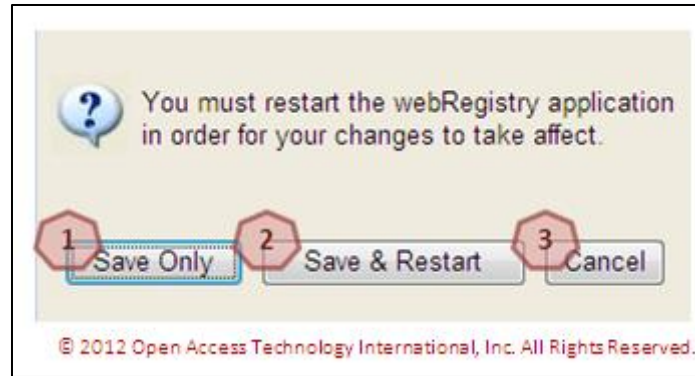 ?
You must restart the webRegistry application
in order for your changes to take affect.
1 Save Only 2 Save & Restart 3 Cancel
© 2012 Open Access Technology International, Inc. All Rights Reserved.